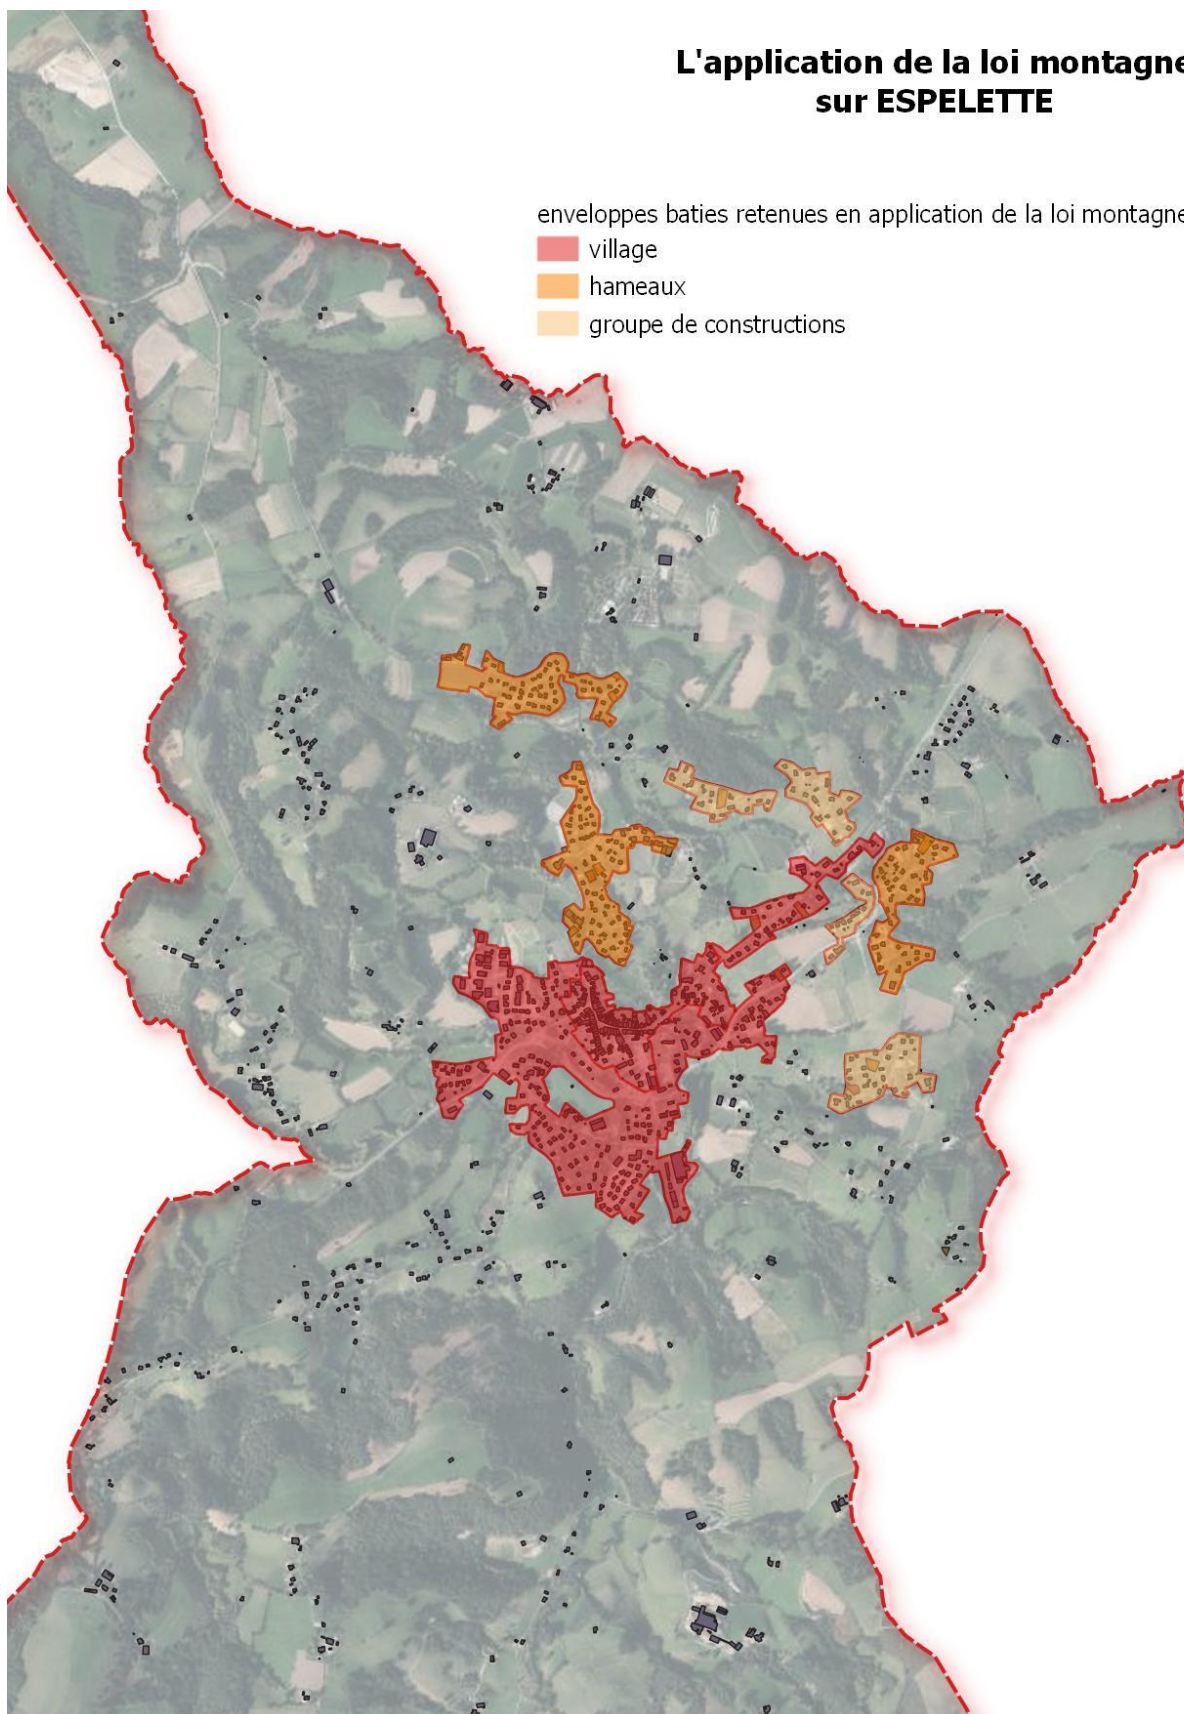 L'application de la loi montagne
sur ESPELETTE
enveloppes baties retenues en application de la loi montagne
village
hameaux
groupe de constructions